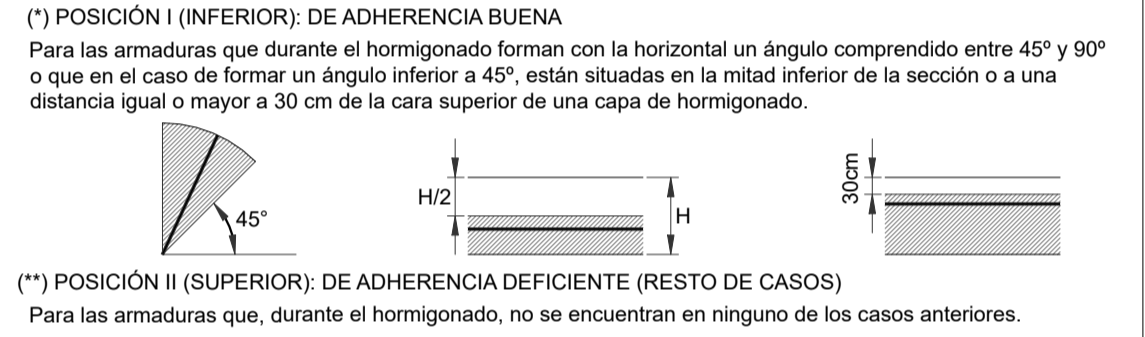 (*) POSICIÓN I (INFERIOR): DE ADHERENCIA BUENA
Para las armaduras que durante el hormigonado forman con la horizontal un ángulo comprendido entre 45º y 90º
o que en el caso de formar un ángulo inferior a 45º, están situadas en la mitad inferior de la sección o a una
distancia igual o mayor a 30 cm de la cara superior de una capa de hormigonado.
45°
H/2
H
30cm
(**) POSICIÓN II (SUPERIOR): DE ADHERENCIA DEFICIENTE (RESTO DE CASOS)
Para las armaduras que, durante el hormigonado, no se encuentran en ninguno de los casos anteriores.